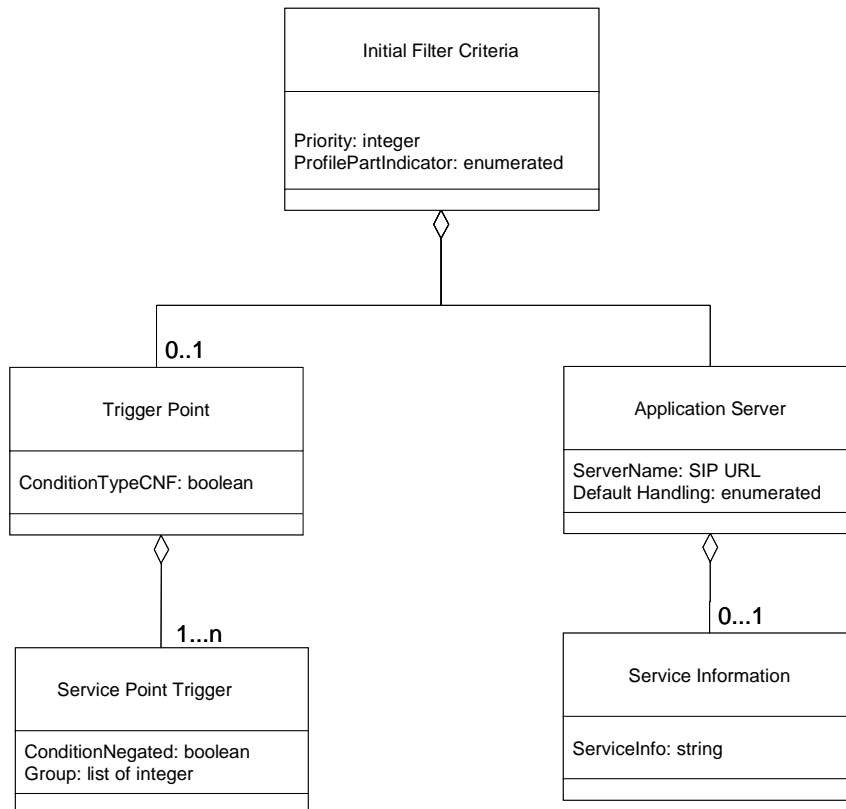 Initial Filter Criteria
Priority: integer
ProfilePartIndicator: enumerated
0..1
Trigger Point
ConditionTypeCNF: boolean
Application Server
ServerName: SIP URL
Default Handling: enumerated
1...n
Service Point Trigger
ConditionNegated: boolean
Group: list of integer
0...1
Service Information
ServiceInfo: string